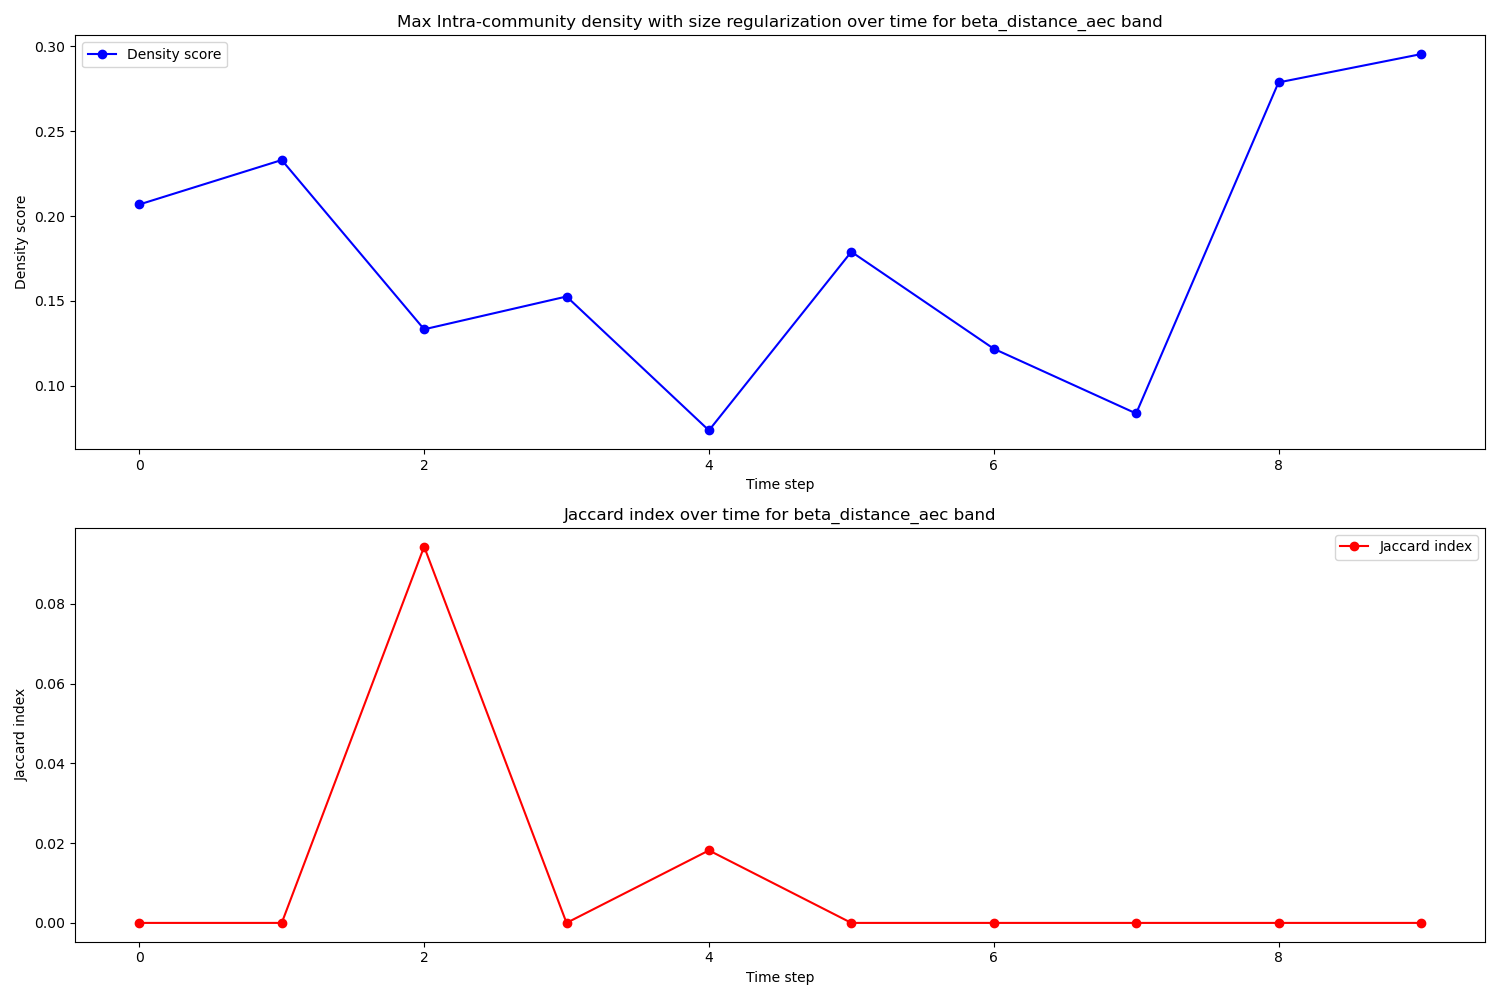 Max Intra-community density with size regularization over time for beta_distance_aec band
Density score
0.30
0.25
0.20
0.15
0.10
Density score
0 2 4 6 8
Time step
Jaccard index over time for beta_distance_aec band
Jaccard index
0.08
0.06
0.04
0.02
0.00
Jaccard index
0 2 4 6 8
Time step